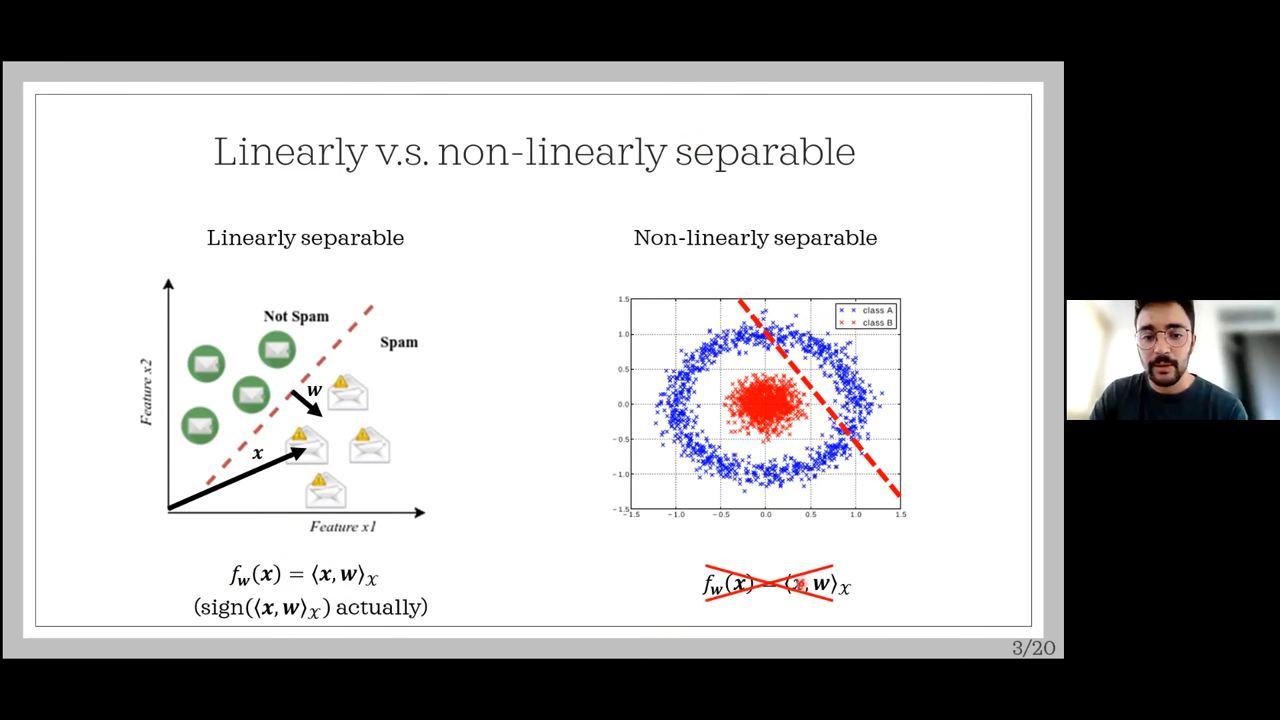 Linearly v.s. non-linearly separable
Linearly separable
Not Spam
Spam
w
x
Feature x2
Feature x1
f_w(x) = ⟨x, w⟩_𝒳
(sign(⟨x, w⟩_𝒳) actually)
Non-linearly separable
class A
class B
1.5
1.0
0.5
0.0
−0.5
−1.0
−1.5
−1.5 −1.0 −0.5 0.0 0.5 1.0 1.5
f_w(x) = ⟨x, w⟩_𝒳
3/20